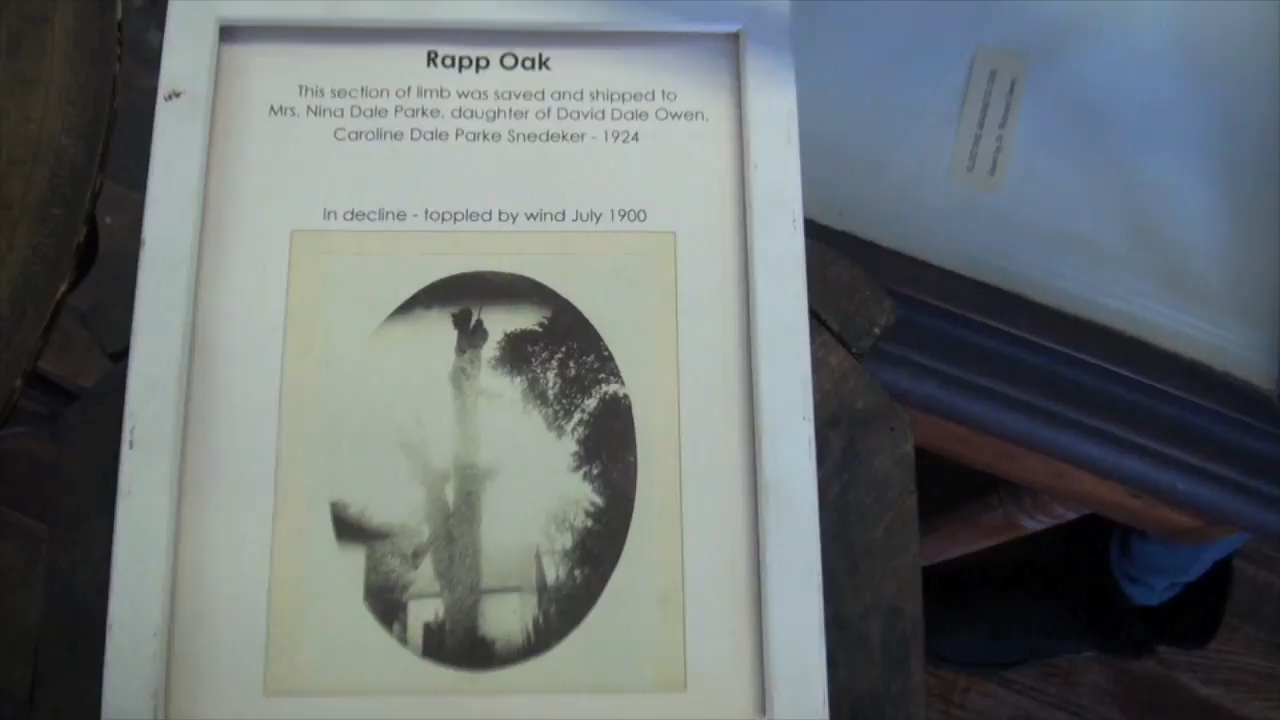 Rapp Oak
This section of limb was saved and shipped to
Mrs. Nina Dale Parke, daughter of David Dale Owen.
Caroline Dale Parke Snedeker - 1924
In decline - toppled by wind July 1900